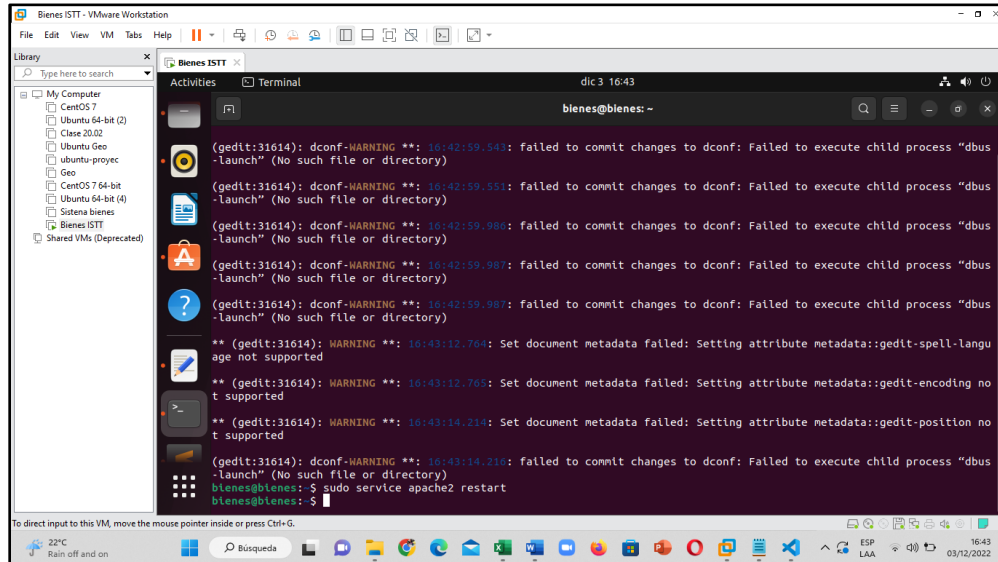 Bienes ISTT - VMware Workstation
File Edit View VM Tabs Help
Library
Type here to search
My Computer
CentOS 7
Ubuntu 64-bit (2)
Clase 20.02
Ubuntu Geo
ubuntu-proyec
Geo
CentOS 7 64-bit
Ubuntu 64-bit (4)
Sistena bienes
Bienes ISTT
Shared VMs (Deprecated)
Bienes ISTT
Activities Terminal dic 3 16:43
bienes@bienes: ~
(gedit:31614): dconf-WARNING **: 16:42:59.543: failed to commit changes to dconf: Failed to execute child process “dbus
-launch” (No such file or directory)
(gedit:31614): dconf-WARNING **: 16:42:59.551: failed to commit changes to dconf: Failed to execute child process “dbus
-launch” (No such file or directory)
(gedit:31614): dconf-WARNING **: 16:42:59.986: failed to commit changes to dconf: Failed to execute child process “dbus
-launch” (No such file or directory)
(gedit:31614): dconf-WARNING **: 16:42:59.987: failed to commit changes to dconf: Failed to execute child process “dbus
-launch” (No such file or directory)
(gedit:31614): dconf-WARNING **: 16:42:59.987: failed to commit changes to dconf: Failed to execute child process “dbus
-launch” (No such file or directory)
** (gedit:31614): WARNING **: 16:43:12.764: Set document metadata failed: Setting attribute metadata::gedit-spell-langu
age not supported
** (gedit:31614): WARNING **: 16:43:12.765: Set document metadata failed: Setting attribute metadata::gedit-encoding no
t supported
** (gedit:31614): WARNING **: 16:43:14.214: Set document metadata failed: Setting attribute metadata::gedit-position no
t supported
(gedit:31614): dconf-WARNING **: 16:43:14.216: failed to commit changes to dconf: Failed to execute child process “dbus
-launch” (No such file or directory)
bienes@bienes:~$ sudo service apache2 restart
bienes@bienes:~$
To direct input to this VM, move the mouse pointer inside or press Ctrl+G.
22°C
Rain off and on
Búsqueda
ESP
LAA
16:43
03/12/2022